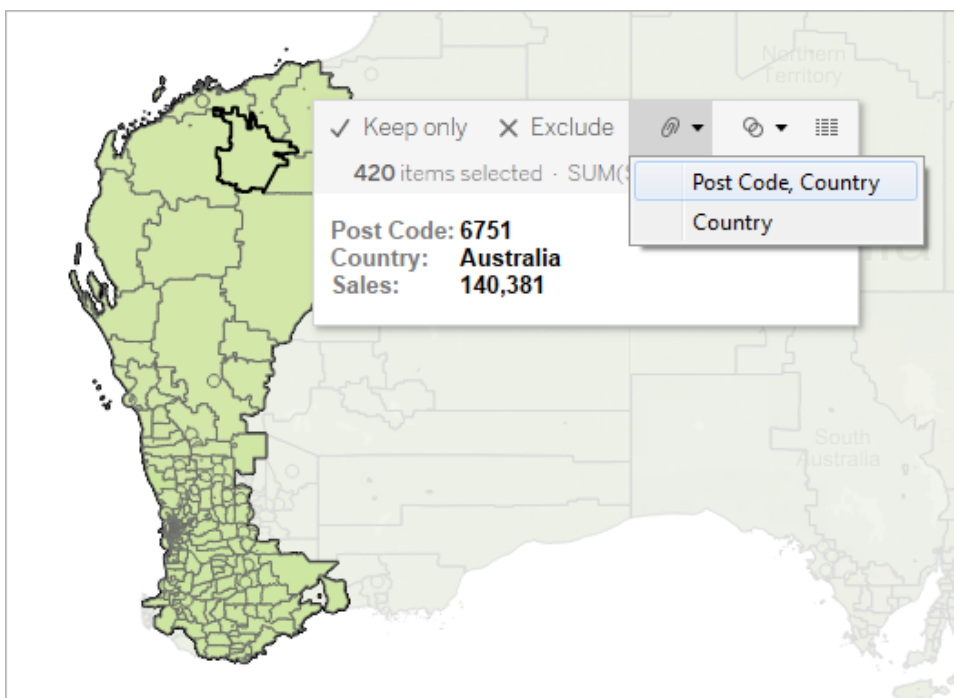 Northern
Territory
Keep only
Exclude
420 items selected · SUM(S
Post Code, Country
Country
Post Code: 6751
Country: Australia
Sales: 140,381
South
Australia